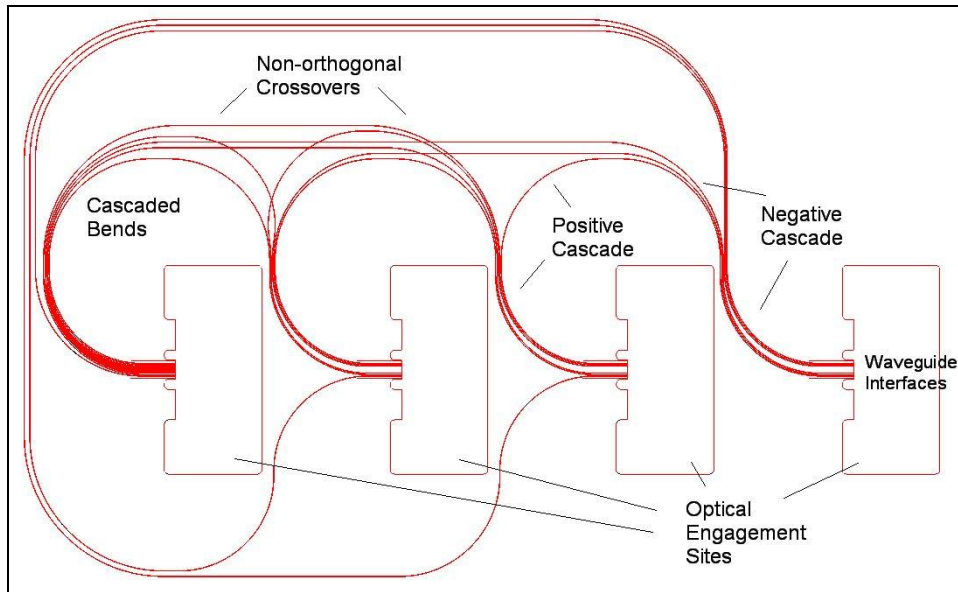 Non-orthogonal
Crossovers
Cascaded
Bends
Positive
Cascade
Negative
Cascade
Waveguide
Interfaces
Optical
Engagement
Sites